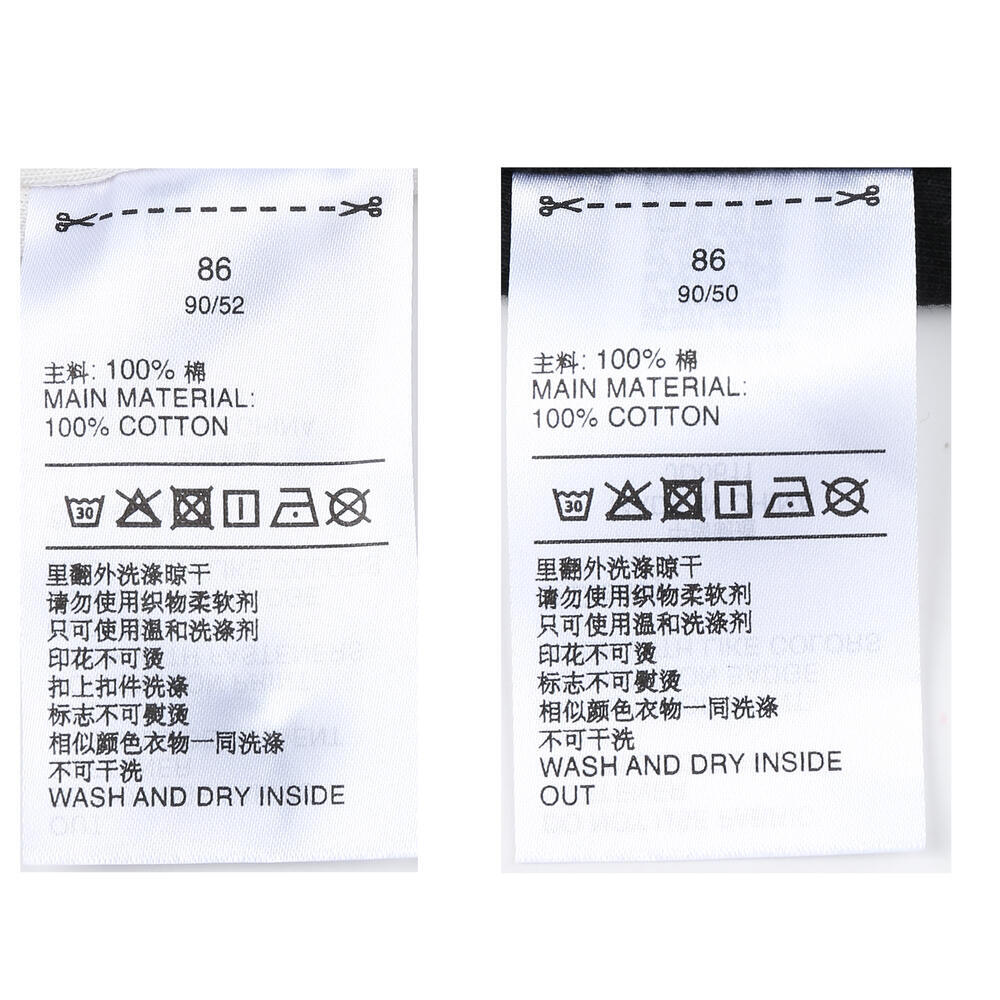 86
90/52
主料: 100% 棉
MAIN MATERIAL:
100% COTTON
30
里翻外洗涤晾干
请勿使用织物柔软剂
只可使用温和洗涤剂
印花不可烫
扣上扣件洗涤
标志不可熨烫
相似颜色衣物一同洗涤
不可干洗
WASH AND DRY INSIDE
86
90/50
主料: 100% 棉
MAIN MATERIAL:
100% COTTON
30
里翻外洗涤晾干
请勿使用织物柔软剂
只可使用温和洗涤剂
印花不可烫
标志不可熨烫
相似颜色衣物一同洗涤
不可干洗
WASH AND DRY INSIDE
OUT